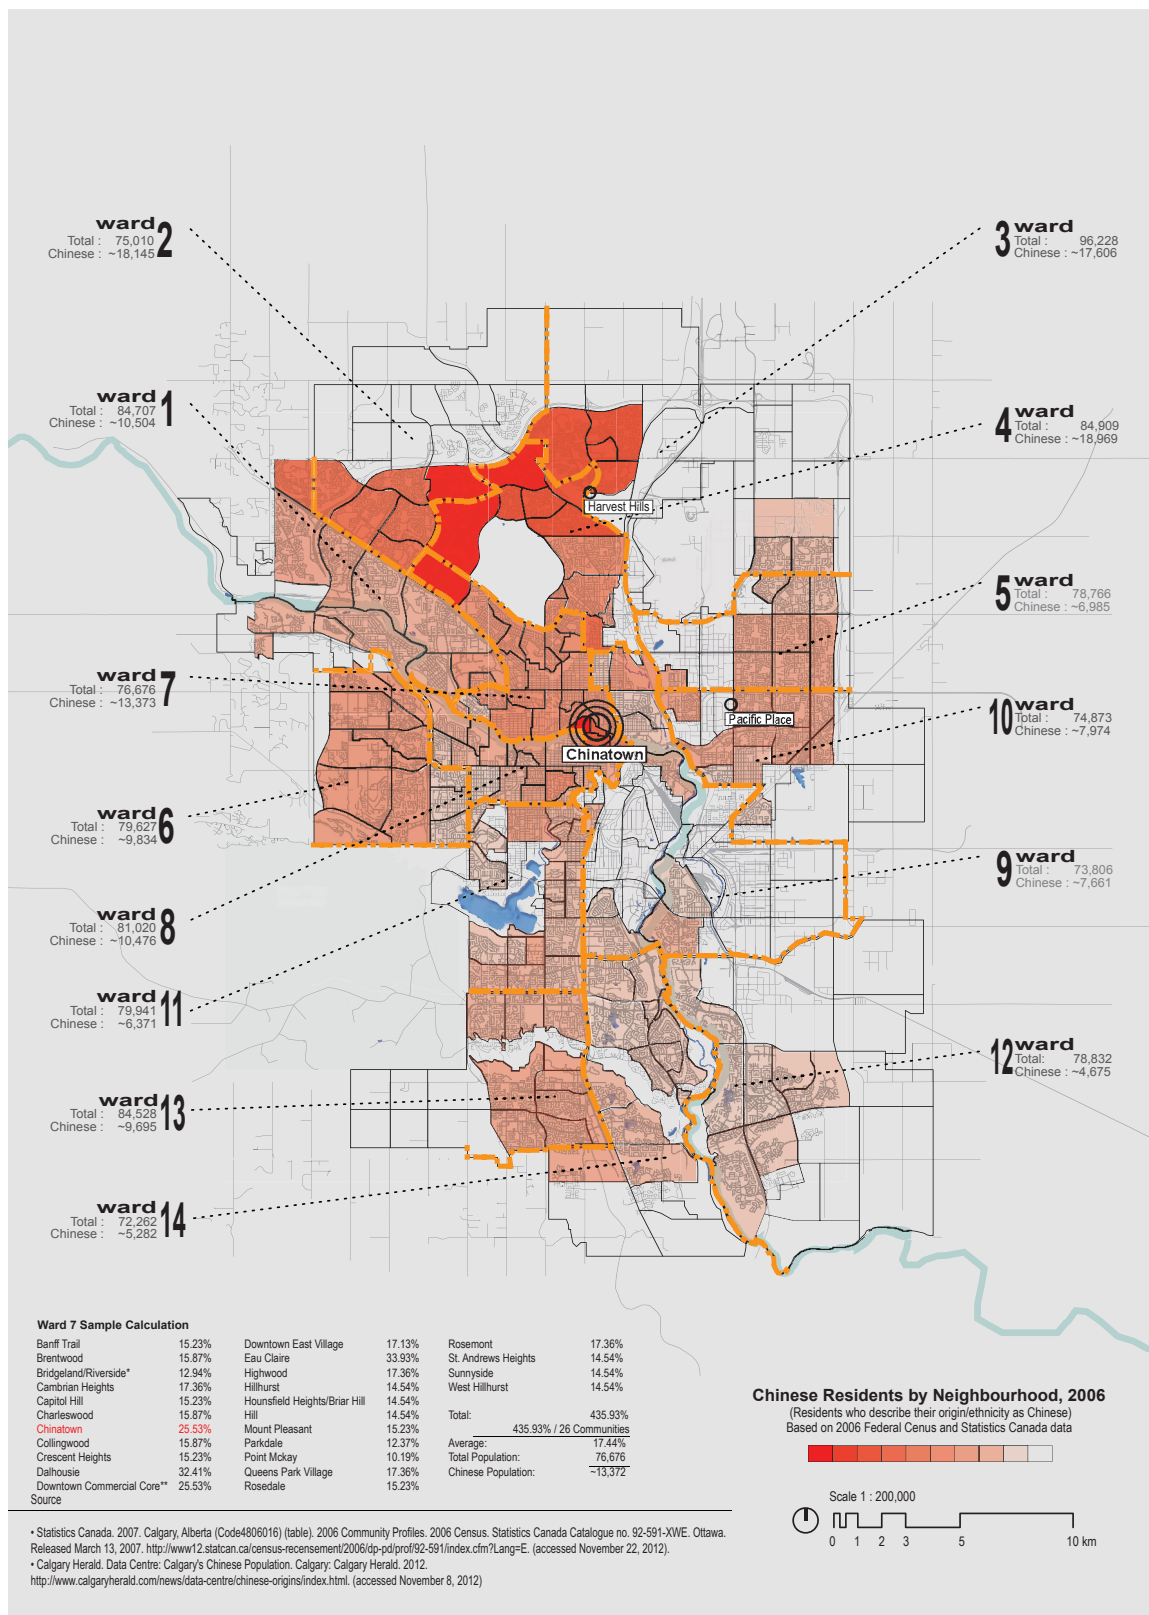 ward 2
Total : 75,010
Chinese : ~18,145
3 ward
Total : 96,228
Chinese : ~17,606
ward 1
Total : 84,707
Chinese : ~10,504
4 ward
Total : 84,909
Chinese : ~18,969
Harvest Hills
5 ward
Total : 78,766
Chinese : ~6,985
ward 7
Total : 76,676
Chinese : ~13,373
10 ward
Total : 74,873
Chinese : ~7,974
Pacific Place
Chinatown
ward 6
Total : 79,627
Chinese : ~9,834
9 ward
Total : 73,806
Chinese : ~7,661
ward 8
Total : 81,020
Chinese : ~10,476
ward 11
Total : 79,941
Chinese : ~6,371
12 ward
Total: 78,832
Chinese : ~4,675
ward 13
Total : 84,528
Chinese : ~9,695
ward 14
Total : 72,262
Chinese : ~5,282
Ward 7 Sample Calculation
Banff Trail 15.23%
Brentwood 15.87%
Bridgeland/Riverside* 12.94%
Cambrian Heights 17.36%
Capitol Hill 15.23%
Charleswood 15.87%
Chinatown 25.53%
Collingwood 15.87%
Crescent Heights 15.23%
Dalhousie 32.41%
Downtown Commercial Core** 25.53%
Downtown East Village 17.13%
Eau Claire 33.93%
Highwood 17.36%
Hillhurst 14.54%
Hounsfield Heights/Briar Hill 14.54%
Hill 14.54%
Mount Pleasant 15.23%
Parkdale 12.37%
Point Mckay 10.19%
Queens Park Village 17.36%
Rosedale 15.23%
Rosemont 17.36%
St. Andrews Heights 14.54%
Sunnyside 14.54%
West Hillhurst 14.54%
Total: 435.93%
435.93% / 26 Communities
Average: 17.44%
Total Population: 76,676
Chinese Population: ~13,372
Source
• Statistics Canada. 2007. Calgary, Alberta (Code4806016) (table). 2006 Community Profiles. 2006 Census. Statistics Canada Catalogue no. 92-591-XWE. Ottawa.
Released March 13, 2007. http://www12.statcan.ca/census-recensement/2006/dp-pd/prof/92-591/index.cfm?Lang=E. (accessed November 22, 2012).
• Calgary Herald. Data Centre: Calgary's Chinese Population. Calgary: Calgary Herald. 2012.
http://www.calgaryherald.com/news/data-centre/chinese-origins/index.html. (accessed November 8, 2012)
Chinese Residents by Neighbourhood, 2006
(Residents who describe their origin/ethnicity as Chinese)
Based on 2006 Federal Cenus and Statistics Canada data
Scale 1 : 200,000
0 1 2 3 5 10 km